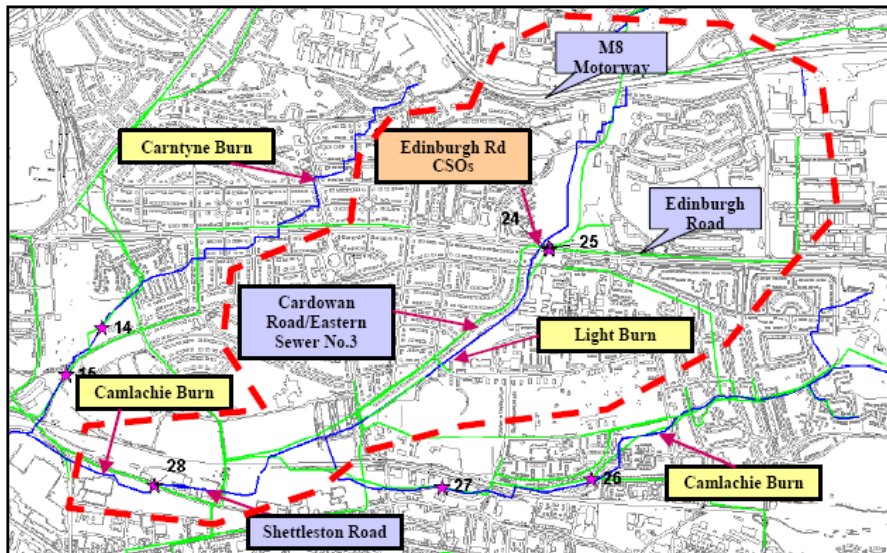 M8
Motorway
Carntyne Burn
Edinburgh Rd
CSOs
24
25
Edinburgh
Road
Cardowan
Road/Eastern
Sewer No.3
14
Light Burn
15
Camlachie Burn
28
27
26
Camlachie Burn
Shettleston Road